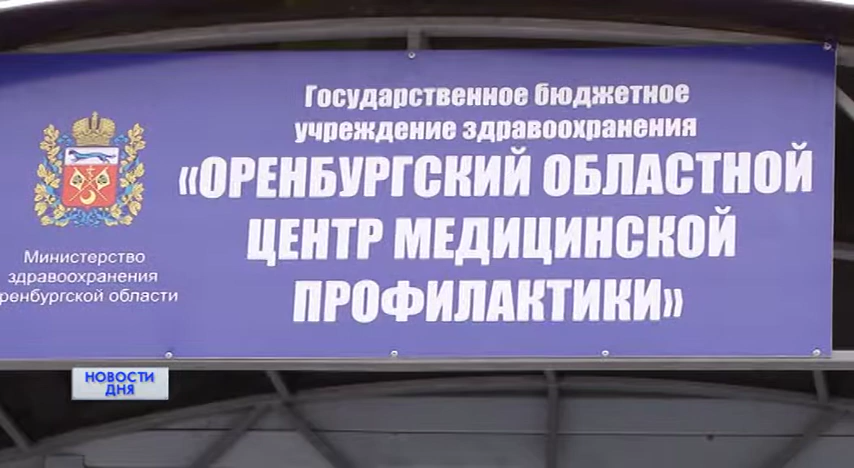 Государственное бюджетное
учреждение здравоохранения
«ОРЕНБУРГСКИЙ ОБЛАСТНОЙ
ЦЕНТР МЕДИЦИНСКОЙ
ПРОФИЛАКТИКИ»
Министерство
здравоохранения
ренбургской области
НОВОСТИ
ДНЯ